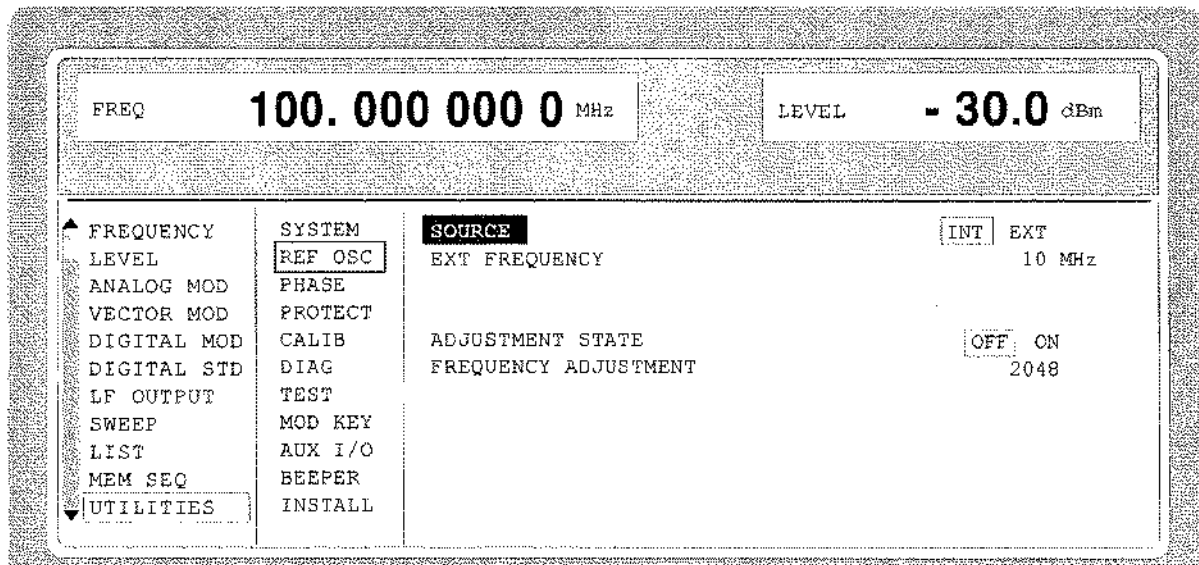 FREQ 100. 000 000 0 MHz LEVEL - 30.0 dBm
FREQUENCY SYSTEM SOURCE INT EXT
LEVEL REF OSC EXT FREQUENCY 10 MHz
ANALOG MOD PHASE
VECTOR MOD PROTECT
DIGITAL MOD CALIB ADJUSTMENT STATE OFF ON
DIGITAL STD DIAG FREQUENCY ADJUSTMENT 2048
LF OUTPUT TEST
SWEEP MOD KEY
LIST AUX I/O
MEM SEQ BEEPER
UTILITIES INSTALL